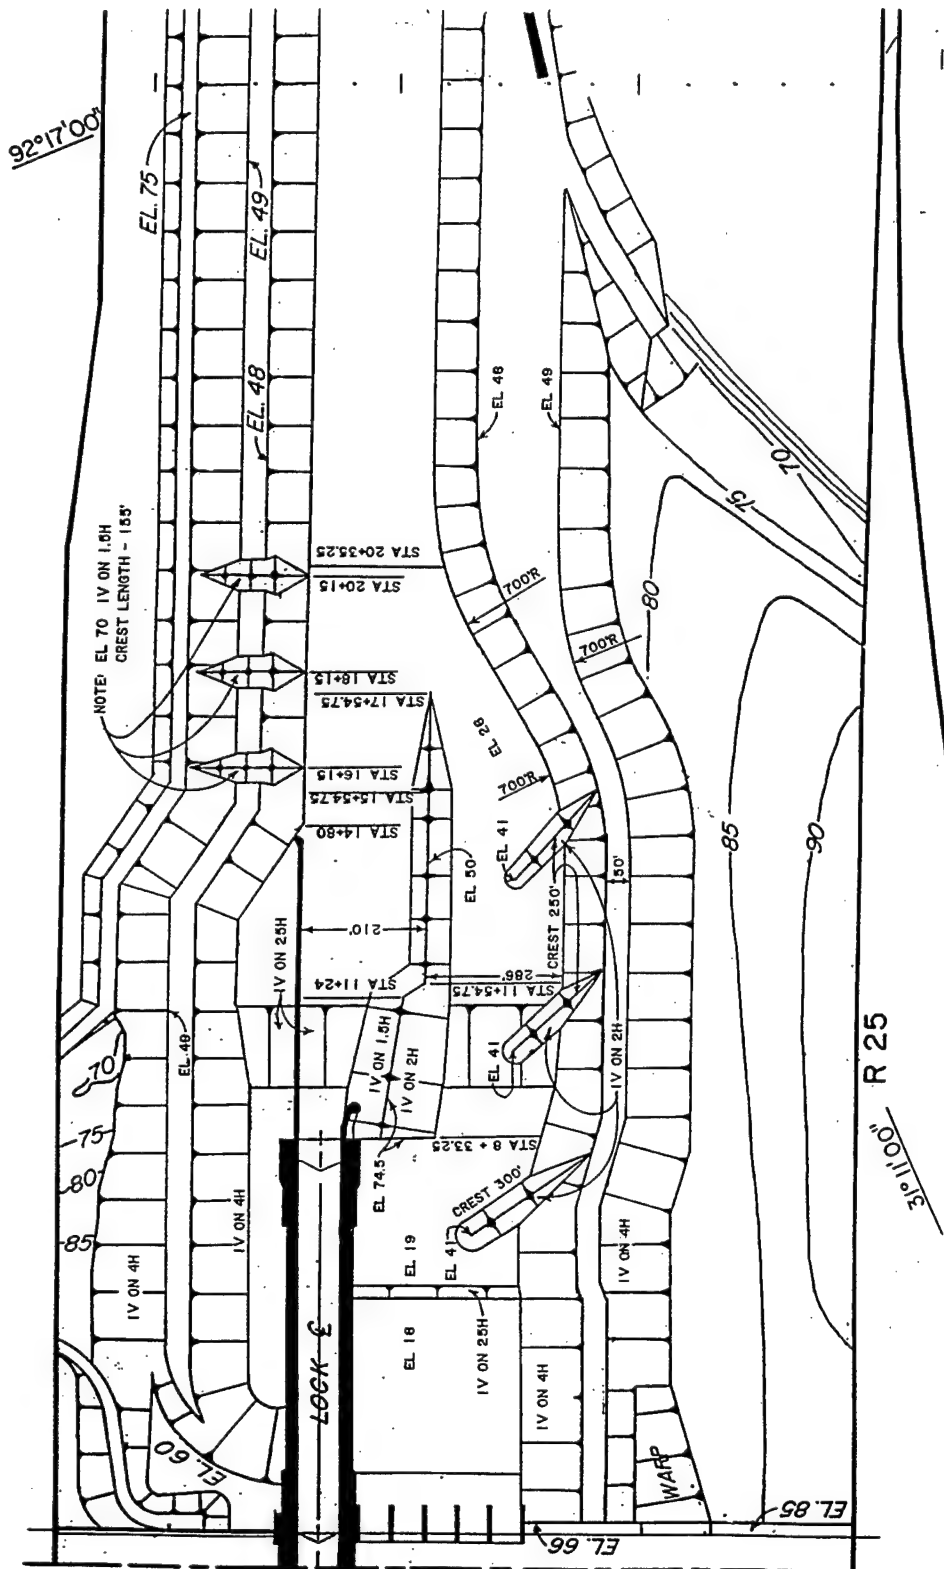 92°17'00"
EL. 75
EL. 49
EL. 48
EL 48
EL 49
NOTE: EL 70 1V ON 1.5H
CREST LENGTH - 155'
STA 20+35.25
STA 20+15
STA 18+15
STA 17+54.75
STA 16+15
STA 15+54.75
STA 14+80
700'R
700'R
700'R
EL 28
EL 41
EL 50
CREST 250'
150'
210'
286'
STA 11+24
STA 11+54.75
1V ON 25H
EL. 49
70
75
80
85
1V ON 4H
1V ON 4H
1V ON 1.5H
1V ON 2H
EL 41
1V ON 2H
STA 8 + 33.25
EL 74.5
CREST 300'
EL 41
EL 19
EL 18
1V ON 25H
1V ON 4H
1V ON 4H
LOCK ℄
EL. 60
WARP
EL. 66
EL. 85
70
75
80
85
90
R 25
31°11'00"